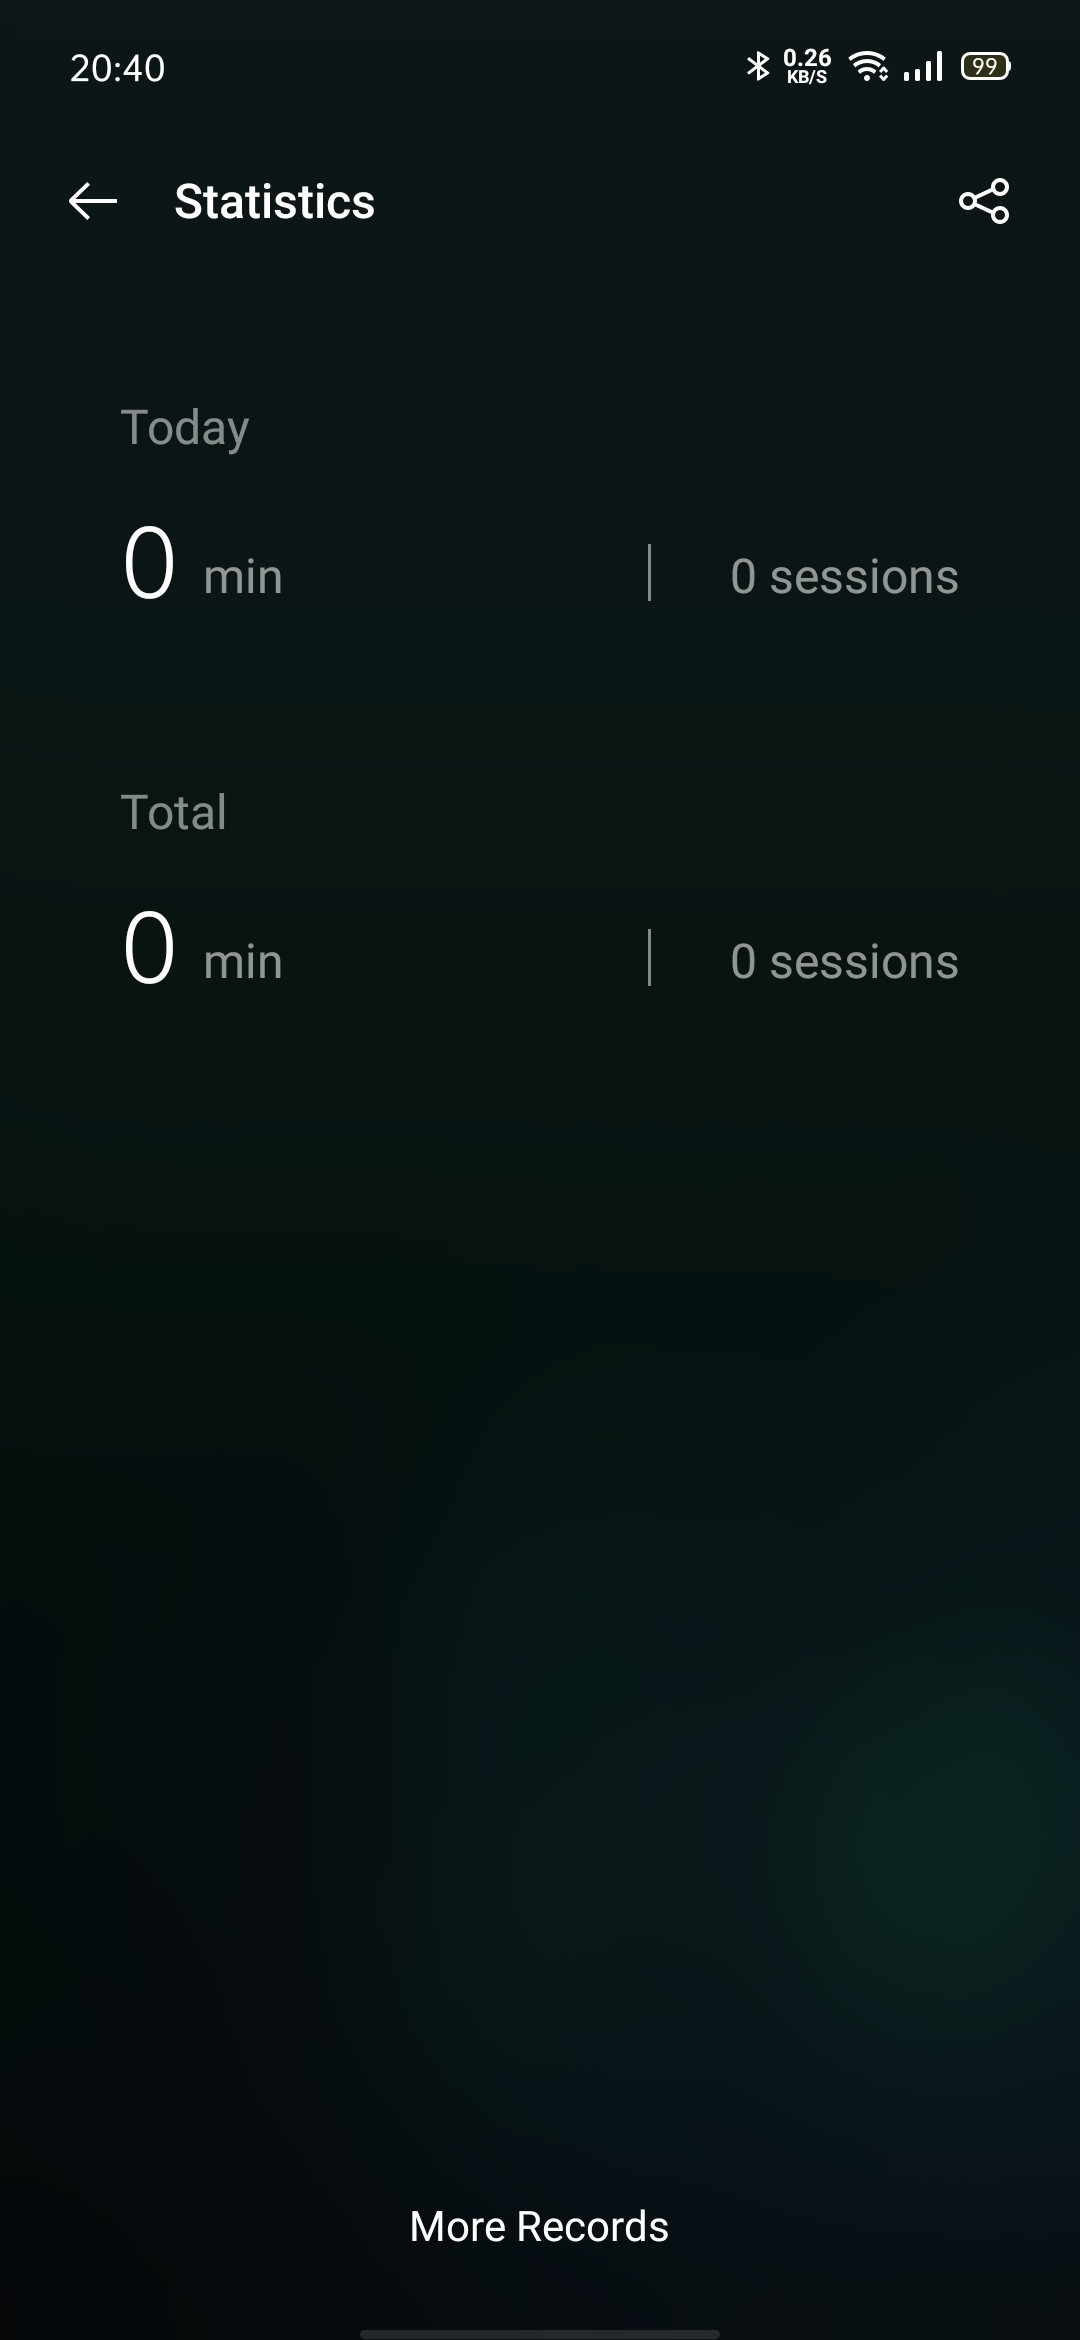 20:40
0.26
KB/S
99
Statistics
Today
0 min
0 sessions
Total
0 min
0 sessions
More Records